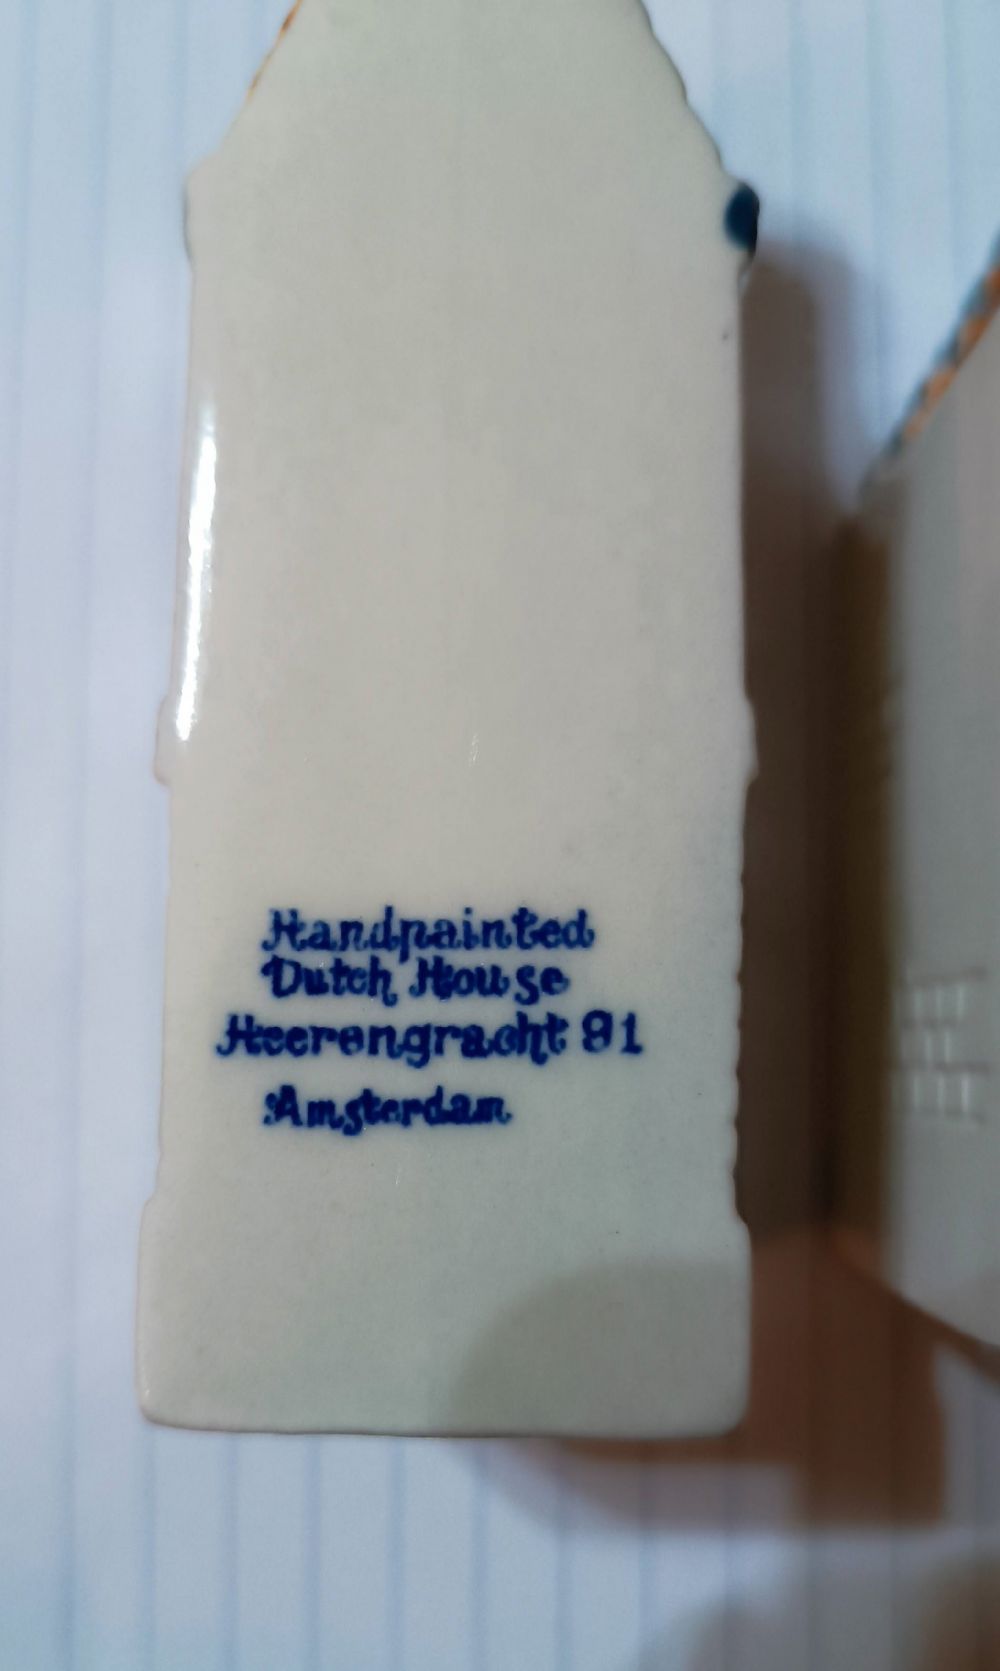 Handpainted
Dutch House
Heerengracht 81
Amsterdam